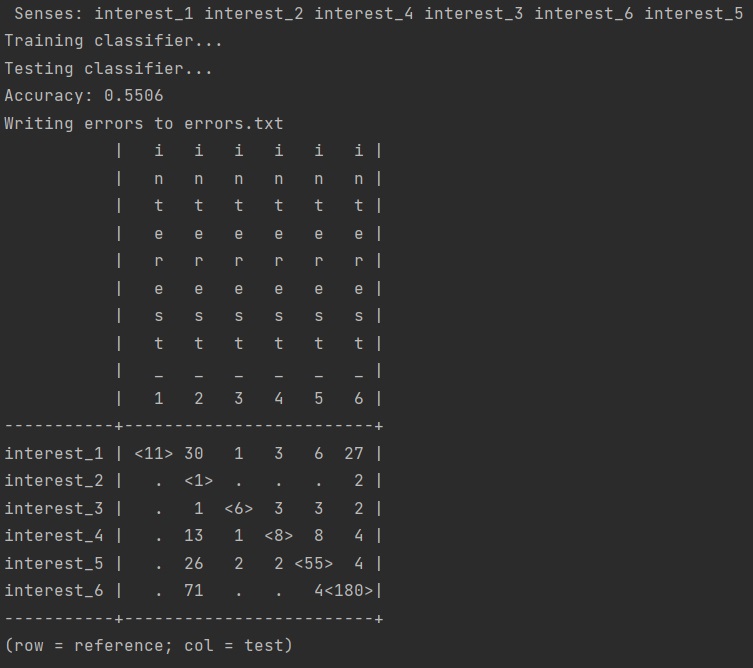 Senses: interest_1 interest_2 interest_4 interest_3 interest_6 interest_5
Training classifier...
Testing classifier...
Accuracy: 0.5506
Writing errors to errors.txt
           |   i   i   i   i   i   i |
           |   n   n   n   n   n   n |
           |   t   t   t   t   t   t |
           |   e   e   e   e   e   e |
           |   r   r   r   r   r   r |
           |   e   e   e   e   e   e |
           |   s   s   s   s   s   s |
           |   t   t   t   t   t   t |
           |   _   _   _   _   _   _ |
           |   1   2   3   4   5   6 |
-----------+-------------------------+
interest_1 | <11> 30   1   3   6  27 |
interest_2 |   .  <1>  .   .   .   2 |
interest_3 |   .   1  <6>  3   3   2 |
interest_4 |   .  13   1  <8>  8   4 |
interest_5 |   .  26   2   2 <55>  4 |
interest_6 |   .  71   .   .   4<180>|
-----------+-------------------------+
(row = reference; col = test)